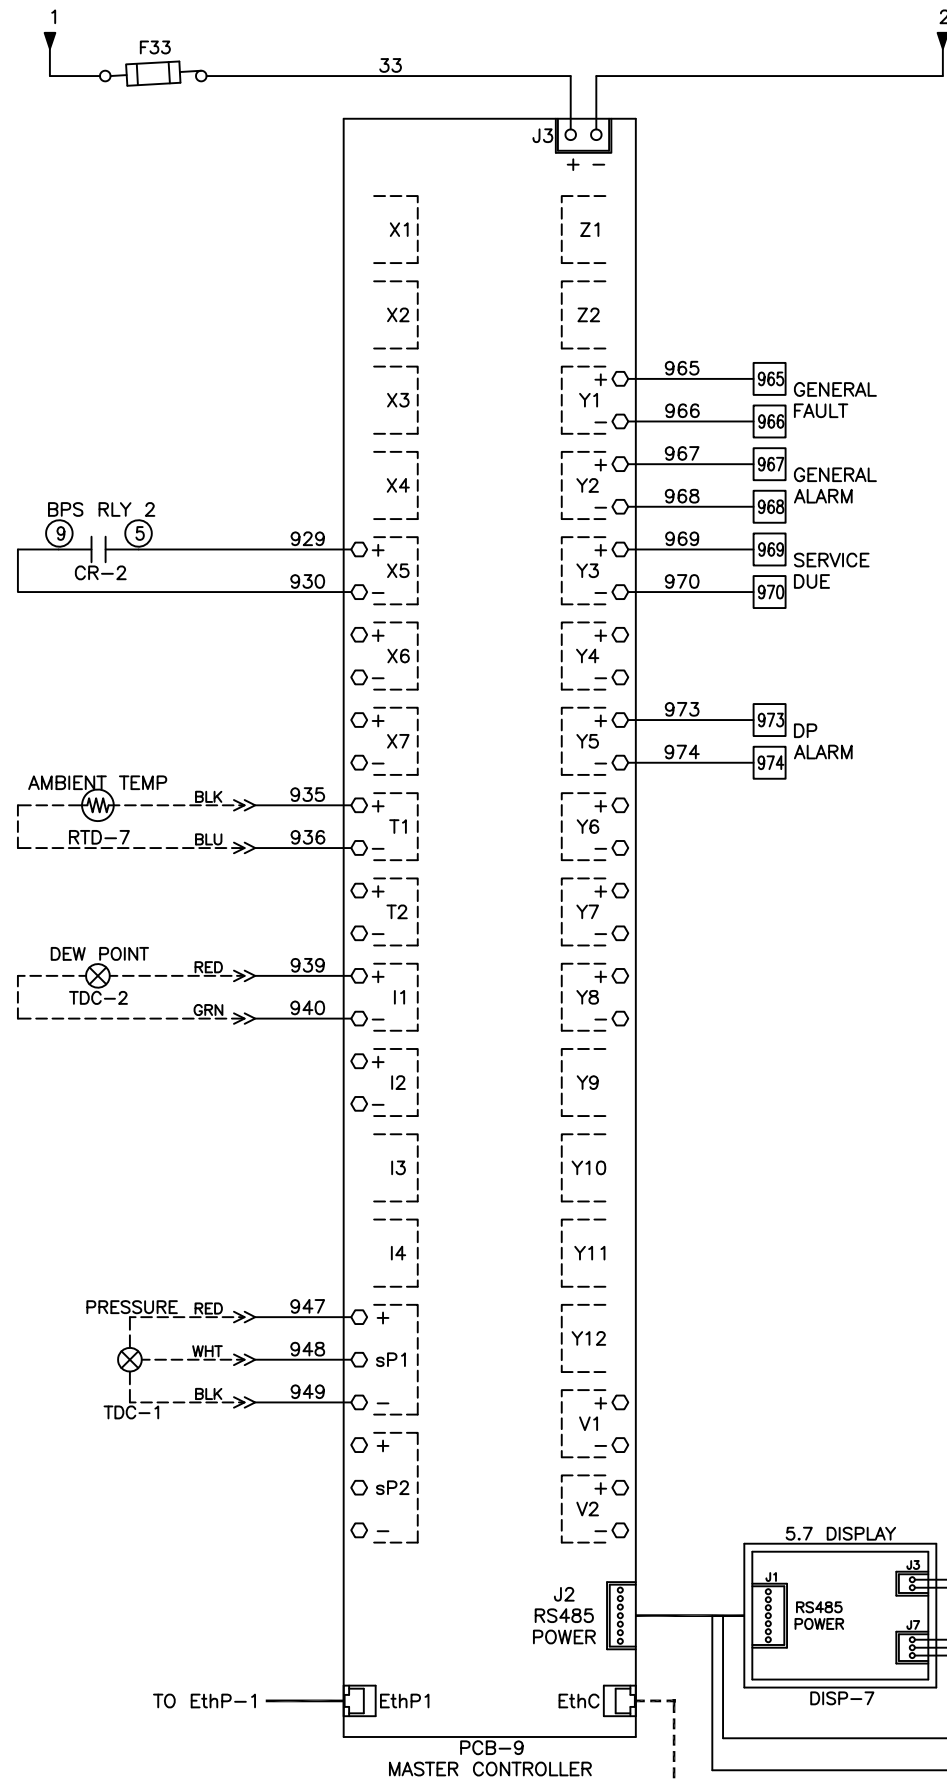 1
2
F33
33
J3
+ −
X1
Z1
X2
Z2
965
965
X3
+
Y1
GENERAL
FAULT
966
966
−
967
967
X4
+
Y2
GENERAL
ALARM
968
968
−
BPS RLY 2
9
5
929
+
+
969
969
CR-2
X5
Y3
SERVICE
DUE
930
−
−
970
970
+
+
X6
Y4
−
−
+
+
973
973
X7
Y5
DP
ALARM
−
−
974
974
AMBIENT TEMP
BLK
935
+
+
RTD-7
T1
Y6
BLU
936
−
−
+
+
T2
Y7
−
−
DEW POINT
RED
939
+
+
TDC-2
I1
Y8
GRN
940
−
−
+
I2
Y9
−
I3
Y10
I4
Y11
PRESSURE
RED
947
+
Y12
WHT
948
sP1
BLK
949
−
+
TDC-1
V1
+
−
sP2
+
V2
−
−
5.7 DISPLAY
J2
RS485
POWER
J1
J3
RS485
POWER
J7
DISP-7
TO EthP-1
EthP1
EthC
PCB-9
MASTER CONTROLLER